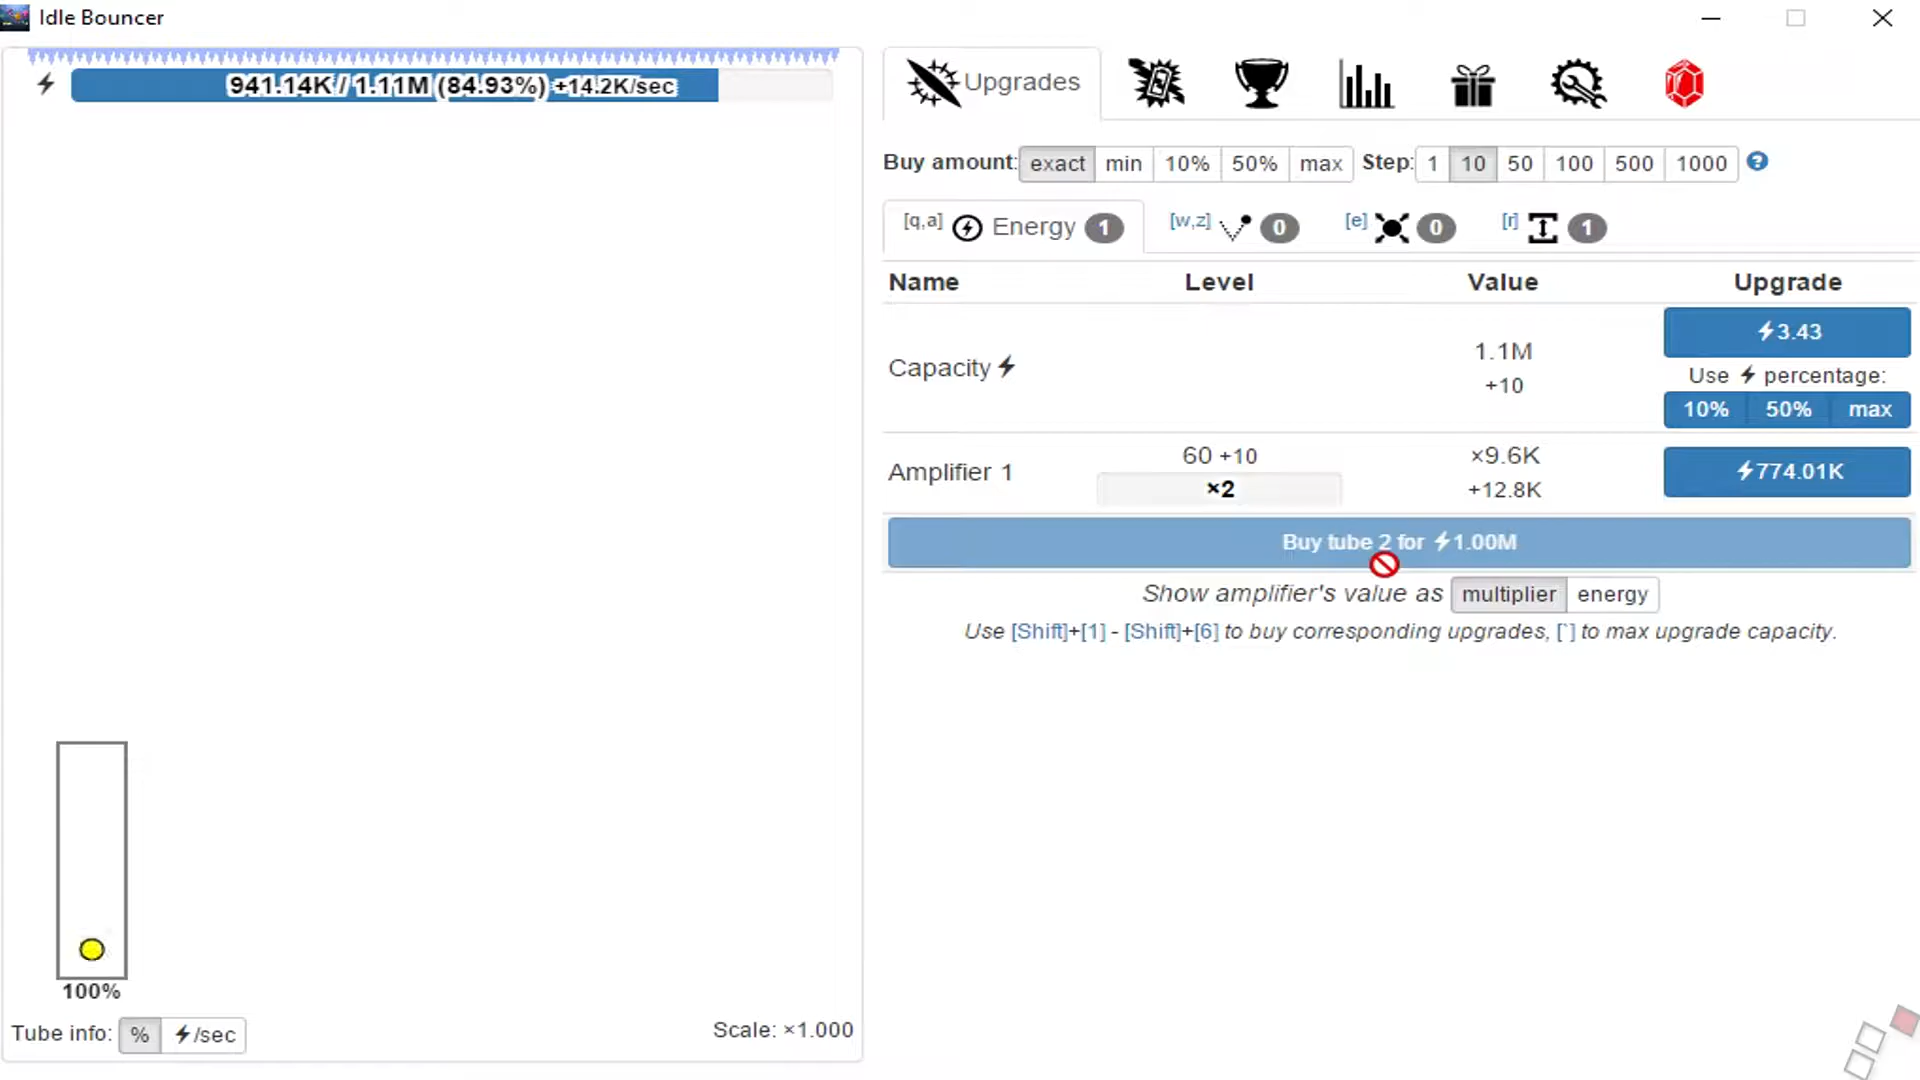 Idle Bouncer
941.14K / 1.11M (84.93%) +14.2K/sec
Upgrades
Buy amount: exact min 10% 50% max Step: 1 10 50 100 500 1000 ?
[q,a] Energy 1 [w,z] 0 [e] 0 [r] 1
Name Level Value Upgrade
Capacity 1.1M +10 3.43
Use percentage:
10% 50% max
Amplifier 1 60 +10 ×9.6K 774.01K
×2 +12.8K
Buy tube 2 for 1.00M
Show amplifier's value as multiplier energy
Use [Shift]+[1] - [Shift]+[6] to buy corresponding upgrades, [`] to max upgrade capacity.
100%
Tube info: % /sec
Scale: ×1.000